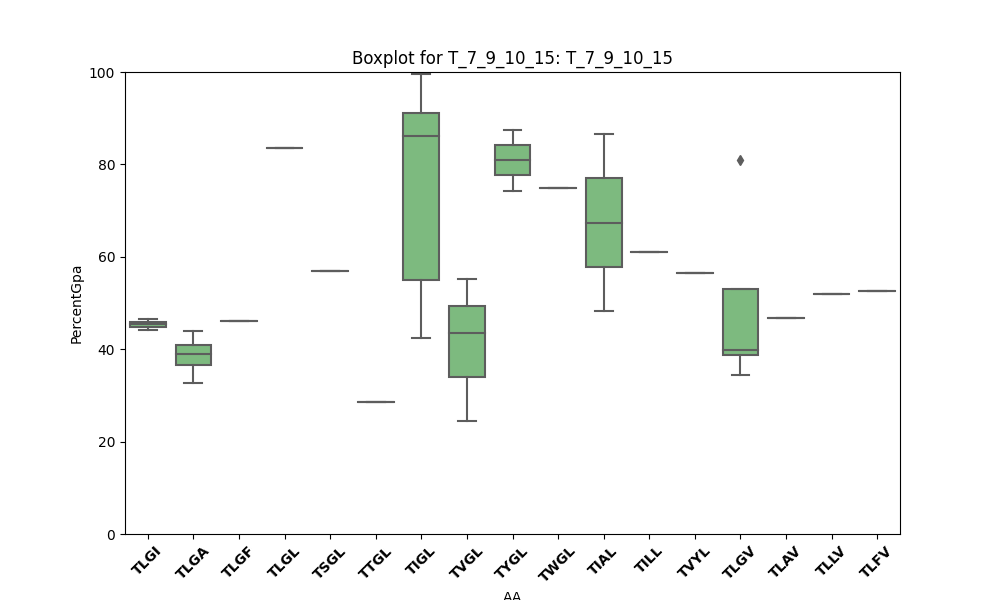 Boxplot for T_7_9_10_15: T_7_9_10_15
100
80
60
40
20
0
PercentGpa
TLGI TLGA TLGF TLGL TSGL TTGL TIGL TVGL TYGL TWGL TIAL TILL TVYL TLGV TLAV TLLV TLFV
AA